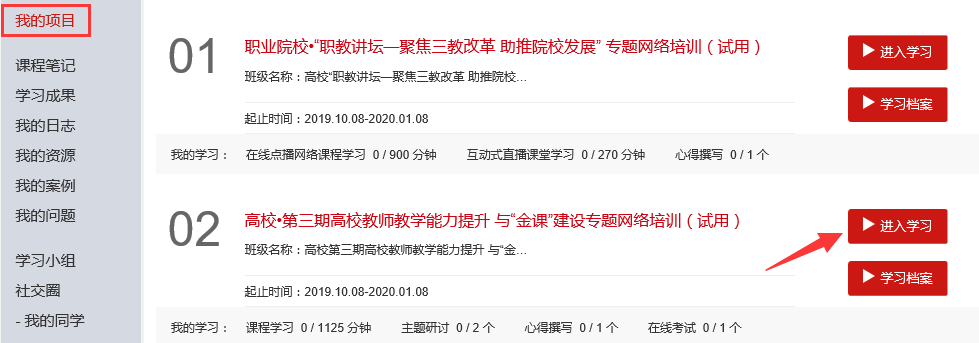 我的项目
课程笔记
学习成果
我的日志
我的资源
我的案例
我的问题
学习小组
社交圈
- 我的同学
01
职业院校•“职教讲坛—聚焦三教改革 助推院校发展” 专题网络培训（试用）
班级名称：高校“职教讲坛—聚焦三教改革 助推院校...
起止时间：2019.10.08-2020.01.08
进入学习
学习档案
我的学习： 在线点播网络课程学习 0 / 900 分钟 互动式直播课堂学习 0 / 270 分钟 心得撰写 0 / 1 个
02
高校•第三期高校教师教学能力提升 与“金课”建设专题网络培训（试用）
班级名称：高校第三期高校教师教学能力提升 与“金...
起止时间：2019.10.08-2020.01.08
进入学习
学习档案
我的学习： 课程学习 0 / 1125 分钟 主题研讨 0 / 2 个 心得撰写 0 / 1 个 在线考试 0 / 1 个